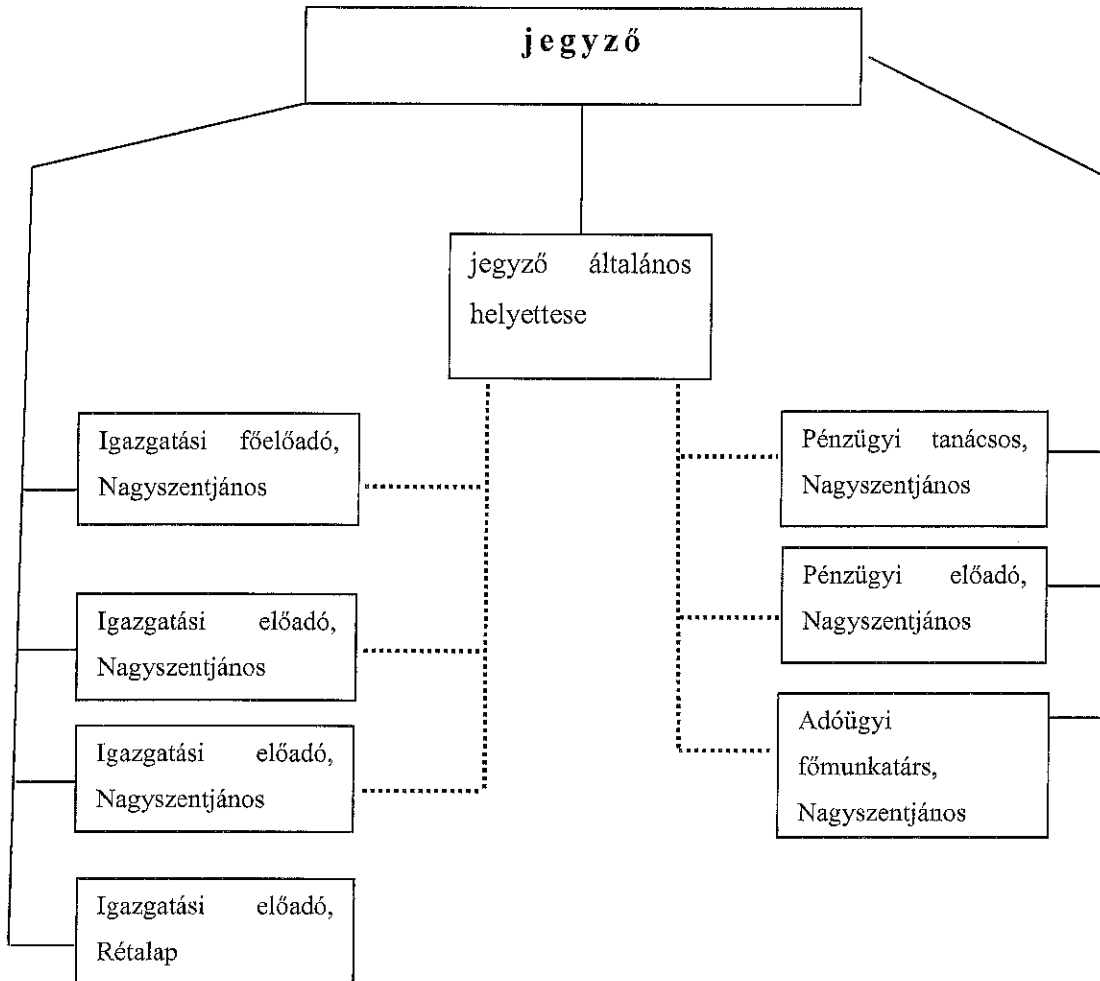 jegyző
jegyző általános
helyettese
Igazgatási főelőadó,
Nagyszentjános
Igazgatási előadó,
Nagyszentjános
Igazgatási előadó,
Nagyszentjános
Igazgatási előadó,
Rétalap
Pénzügyi tanácsos,
Nagyszentjános
Pénzügyi előadó,
Nagyszentjános
Adóügyi
főmunkatárs,
Nagyszentjános